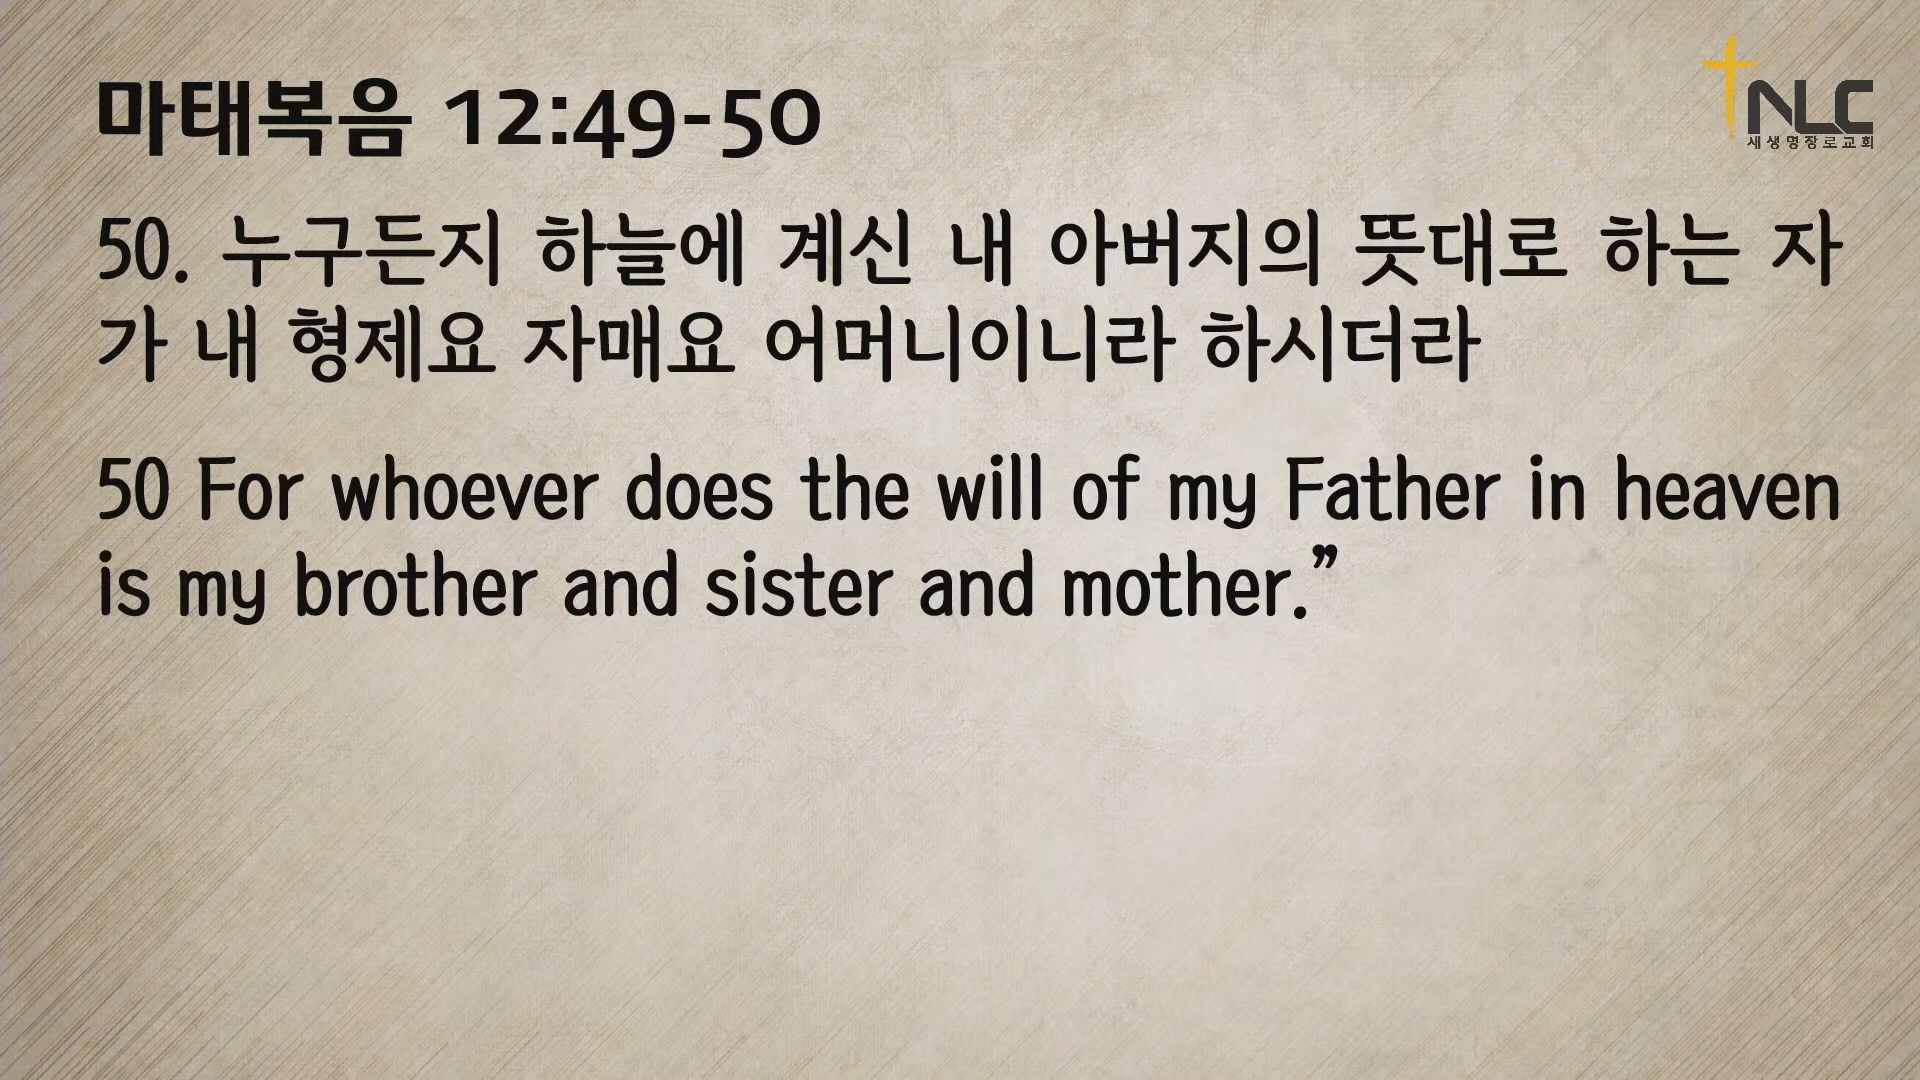 마태복음 12:49-50
NLC
새생명장로교회
50. 누구든지 하늘에 계신 내 아버지의 뜻대로 하는 자
가 내 형제요 자매요 어머니이니라 하시더라
50 For whoever does the will of my Father in heaven
is my brother and sister and mother.”